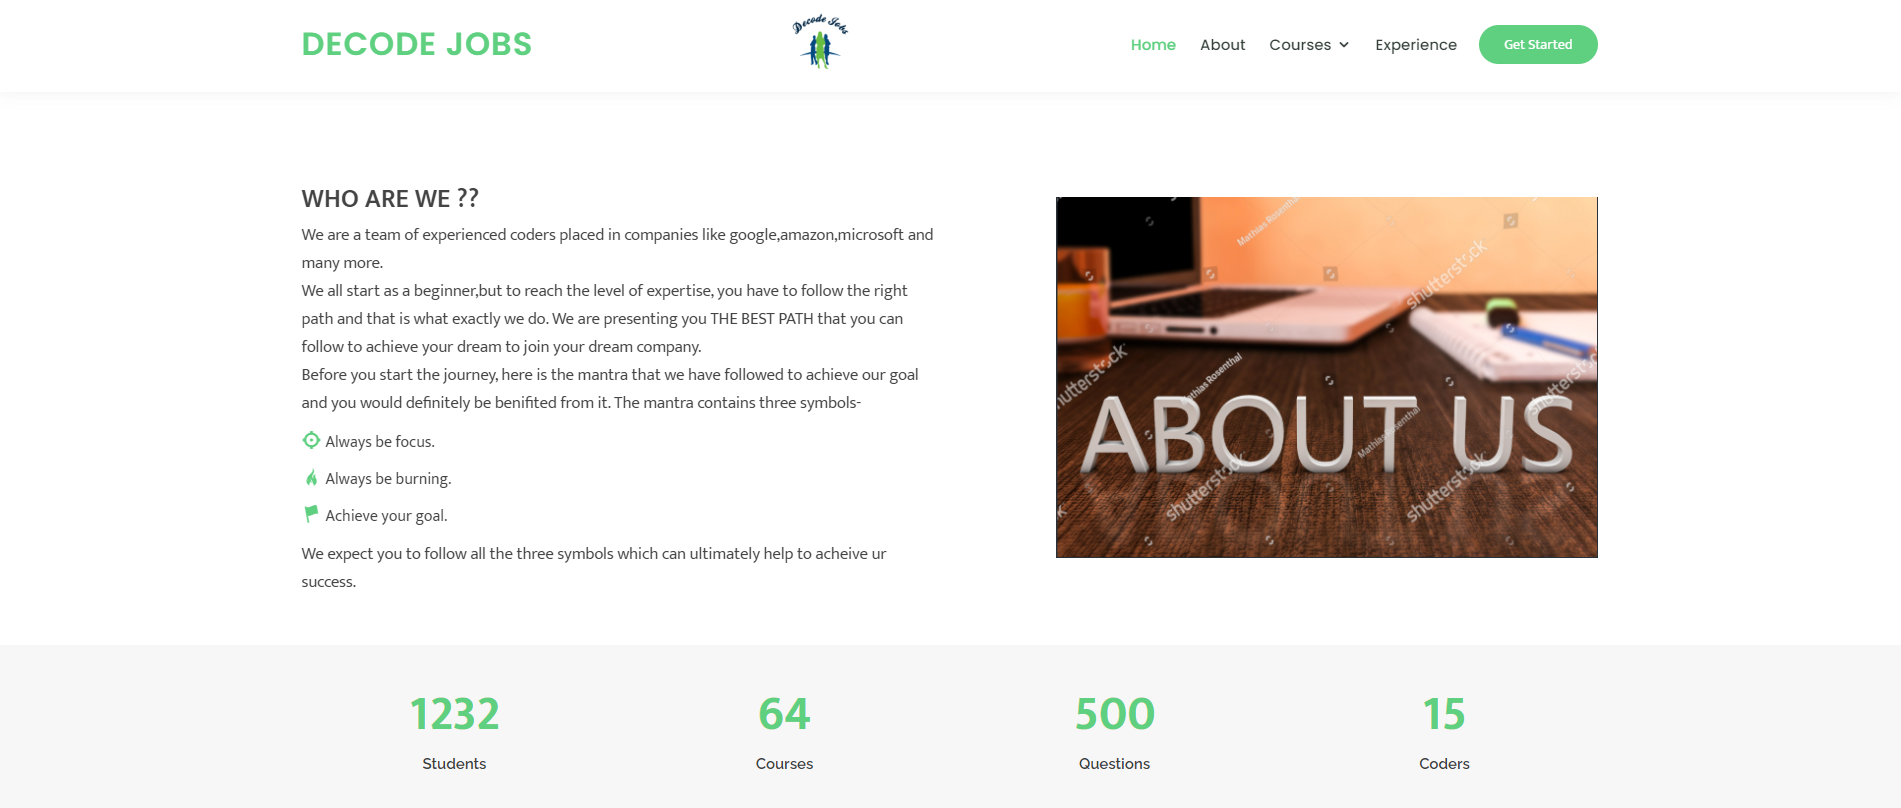 DECODE JOBS
Decode Jobs
Home
About
Courses
Experience
Get Started
WHO ARE WE ??
We are a team of experienced coders placed in companies like google,amazon,microsoft and
many more.
We all start as a beginner,but to reach the level of expertise, you have to follow the right
path and that is what exactly we do. We are presenting you THE BEST PATH that you can
follow to achieve your dream to join your dream company.
Before you start the journey, here is the mantra that we have followed to achieve our goal
and you would definitely be benifited from it. The mantra contains three symbols-
Always be focus.
Always be burning.
Achieve your goal.
We expect you to follow all the three symbols which can ultimately help to acheive ur
success.
Mathias Rosenthal
shutterstock
shutterstock
Mathias Rosenthal
shutterstock
Mathias Rosenthal
ABOUT US
shutterstock
shutterstock
1232
Students
64
Courses
500
Questions
15
Coders